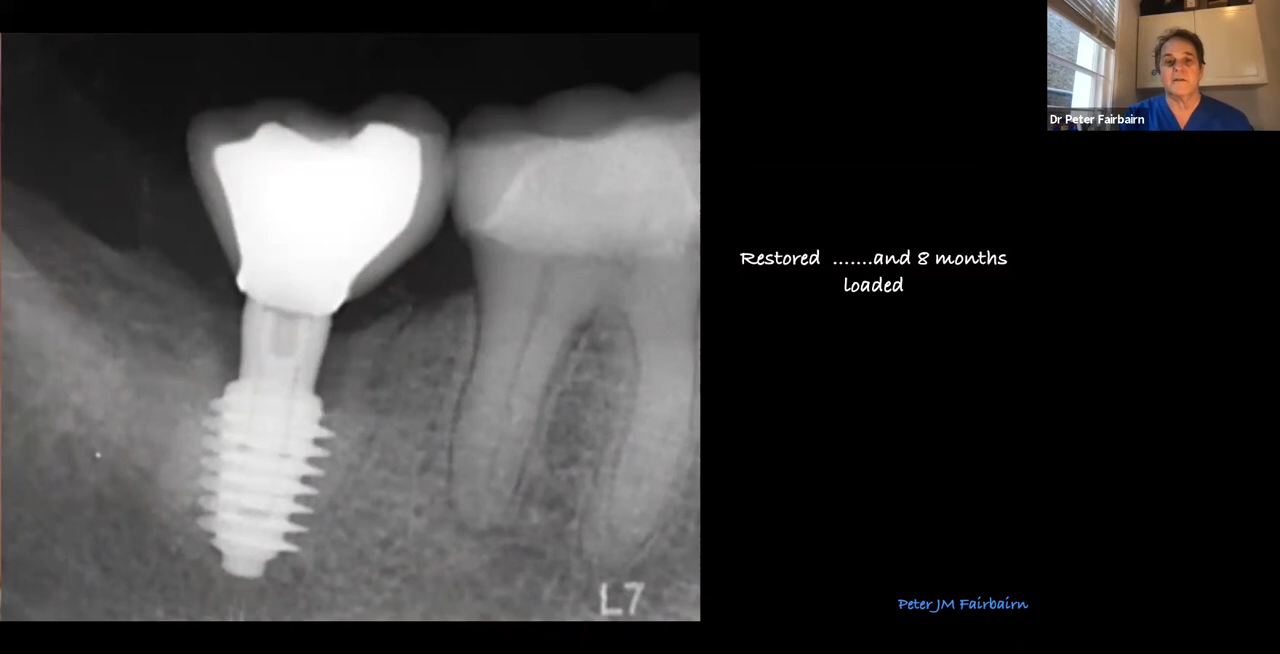 Dr Peter Fairbairn
Restored .......and 8 months
loaded
L7
Peter JM Fairbairn